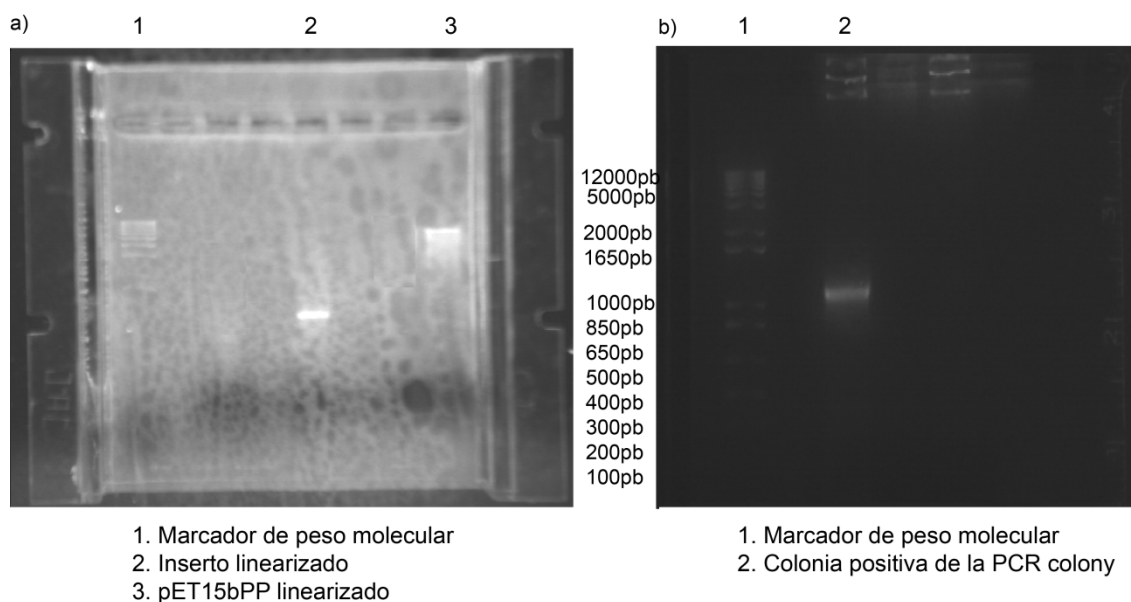 a)
1 2 3
b)
1 2
12000pb
5000pb
2000pb
1650pb
1000pb
850pb
650pb
500pb
400pb
300pb
200pb
100pb
1. Marcador de peso molecular
2. Inserto linearizado
3. pET15bPP linearizado
1. Marcador de peso molecular
2. Colonia positiva de la PCR colony